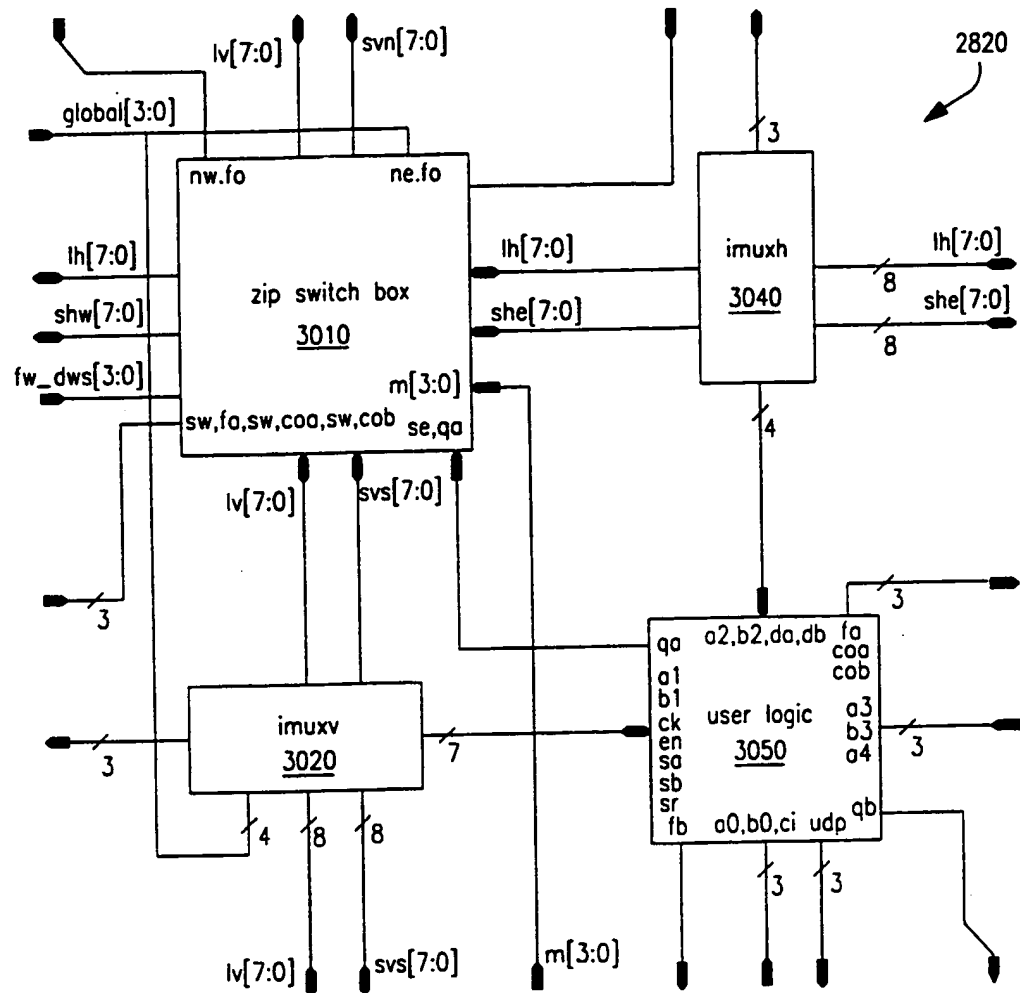 2820
lv[7:0]
svn[7:0]
global[3:0]
3
nw.fo
ne.fo
lh[7:0]
lh[7:0]
imuxh
3040
lh[7:0]
8
zip switch box
3010
shw[7:0]
she[7:0]
she[7:0]
8
fw_dws[3:0]
m[3:0]
sw,fa,sw,coa,sw,cob
se,qa
4
lv[7:0]
svs[7:0]
3
3
qa
a2,b2,da,db
fa
coa
cob
a1
b1
ck
en
sa
sb
sr
fb
user logic
3050
a3
b3
a4
3
qb
a0,b0,ci
udp
imuxv
3020
3
7
4
8
8
3
3
lv[7:0]
svs[7:0]
m[3:0]